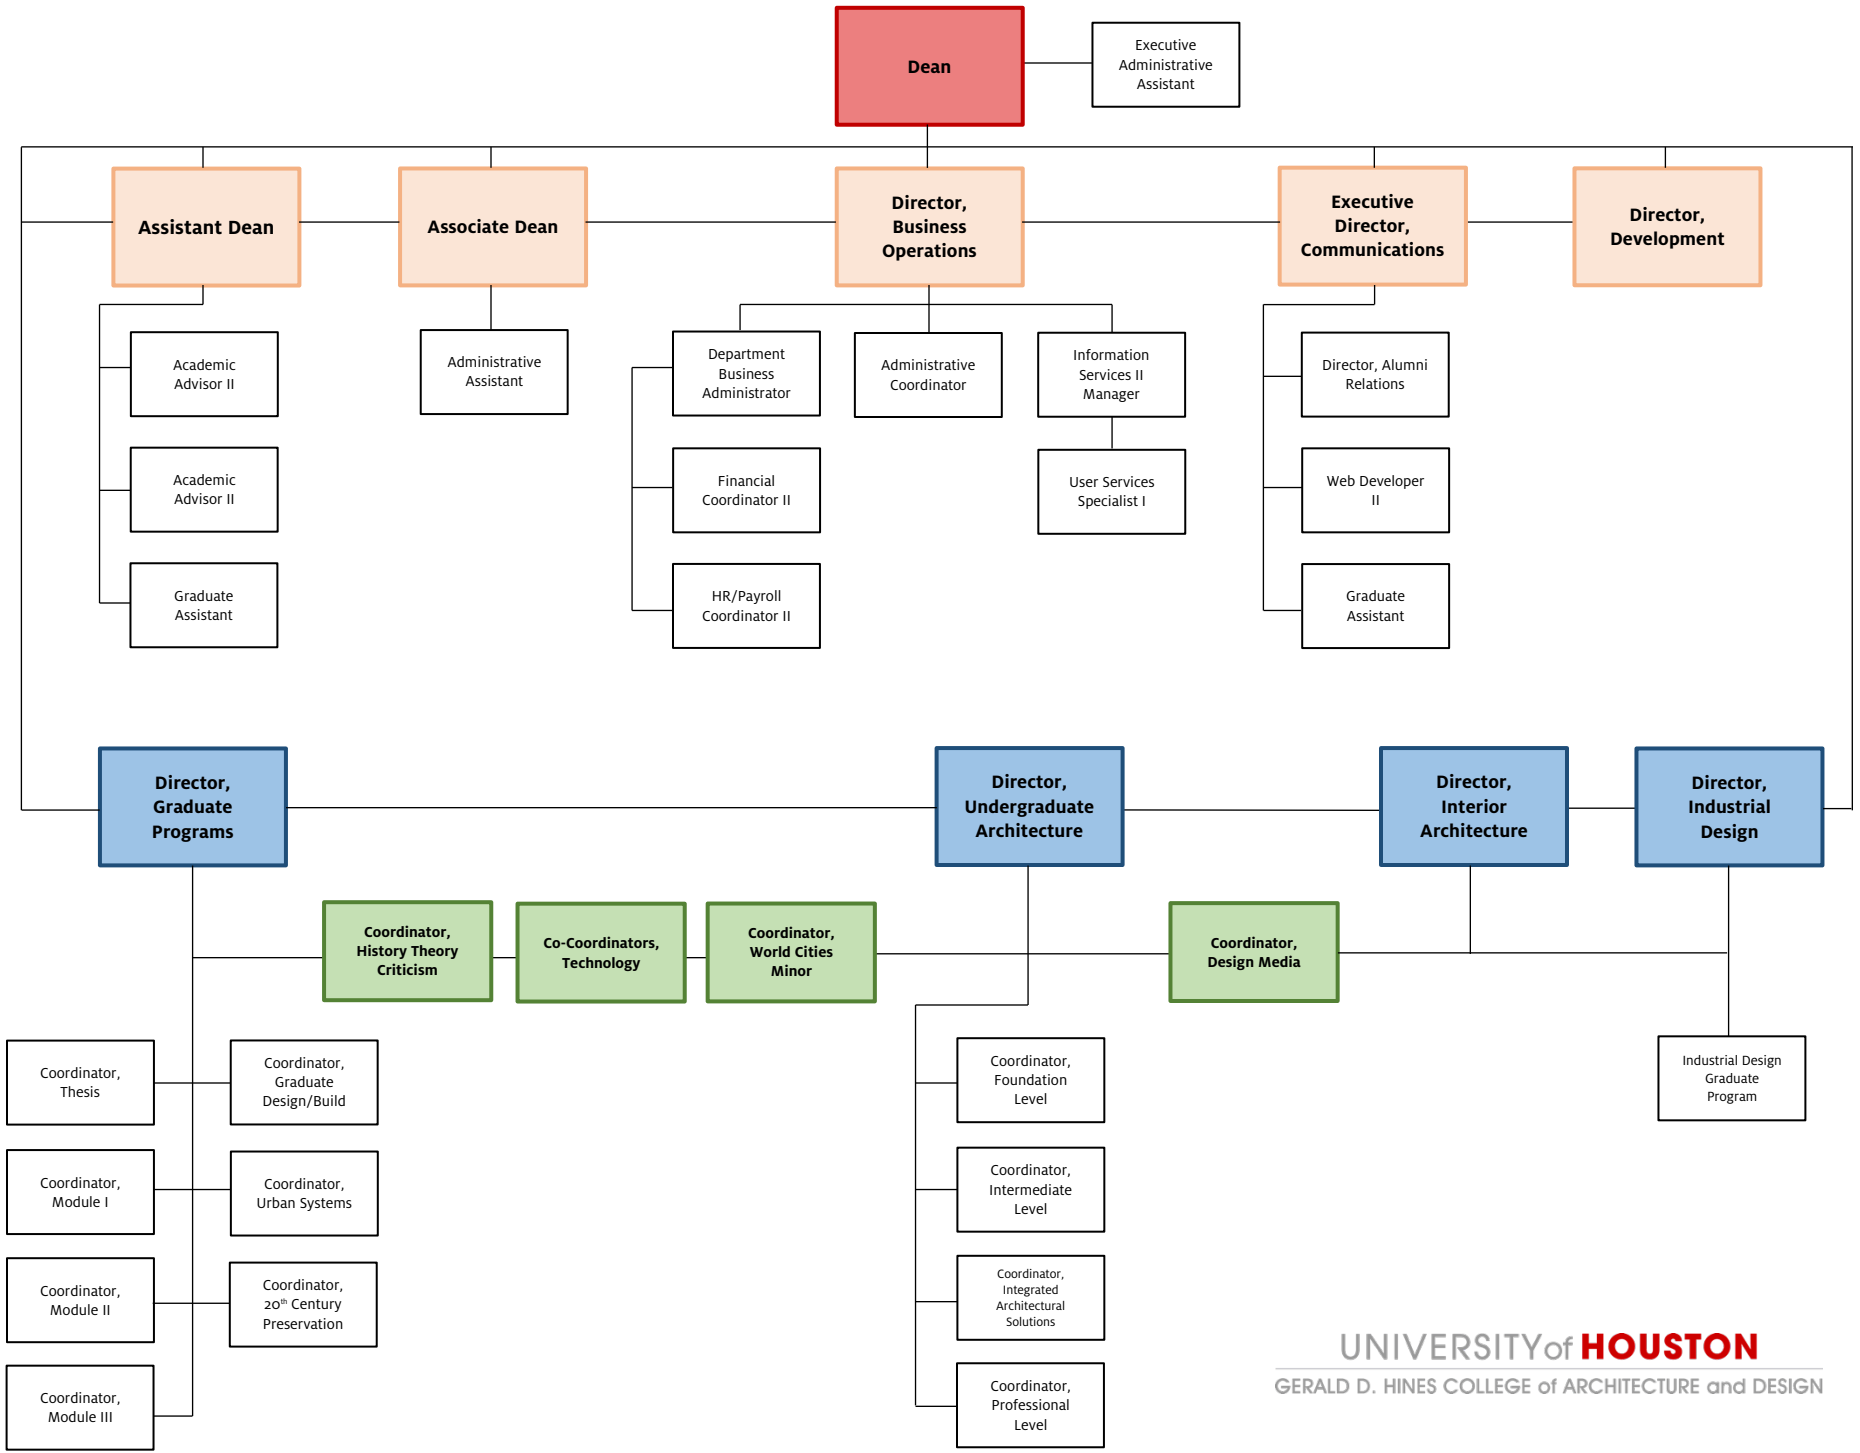 Dean
Executive
Administrative
Assistant
Assistant Dean
Associate Dean
Director,
Business
Operations
Executive
Director,
Communications
Director,
Development
Academic
Advisor II
Academic
Advisor II
Graduate
Assistant
Administrative
Assistant
Department
Business
Administrator
Financial
Coordinator II
HR/Payroll
Coordinator II
Administrative
Coordinator
Information
Services II
Manager
User Services
Specialist I
Director, Alumni
Relations
Web Developer
II
Graduate
Assistant
Director,
Graduate
Programs
Director,
Undergraduate
Architecture
Director,
Interior
Architecture
Director,
Industrial
Design
Coordinator,
History Theory
Criticism
Co-Coordinators,
Technology
Coordinator,
World Cities
Minor
Coordinator,
Design Media
Coordinator,
Thesis
Coordinator,
Graduate
Design/Build
Coordinator,
Module I
Coordinator,
Urban Systems
Coordinator,
Module II
Coordinator,
20th Century
Preservation
Coordinator,
Module III
Coordinator,
Foundation
Level
Coordinator,
Intermediate
Level
Coordinator,
Integrated
Architectural
Solutions
Coordinator,
Professional
Level
Industrial Design
Graduate
Program
UNIVERSITY of HOUSTON
GERALD D. HINES COLLEGE of ARCHITECTURE and DESIGN